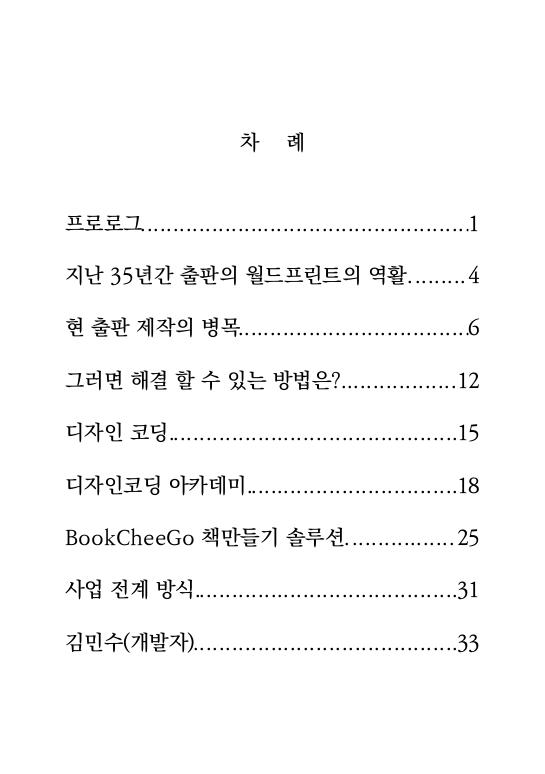 차 례
프로로그.................................................1
지난 35년간 출판의 월드프린트의 역활.........4
현 출판 제작의 병목...................................6
그러면 해결 할 수 있는 방법은?..................12
디자인 코딩............................................15
디자인코딩 아카데미.................................18
BookCheeGo 책만들기 솔루션.................25
사업 전계 방식.........................................31
김민수(개발자).........................................33